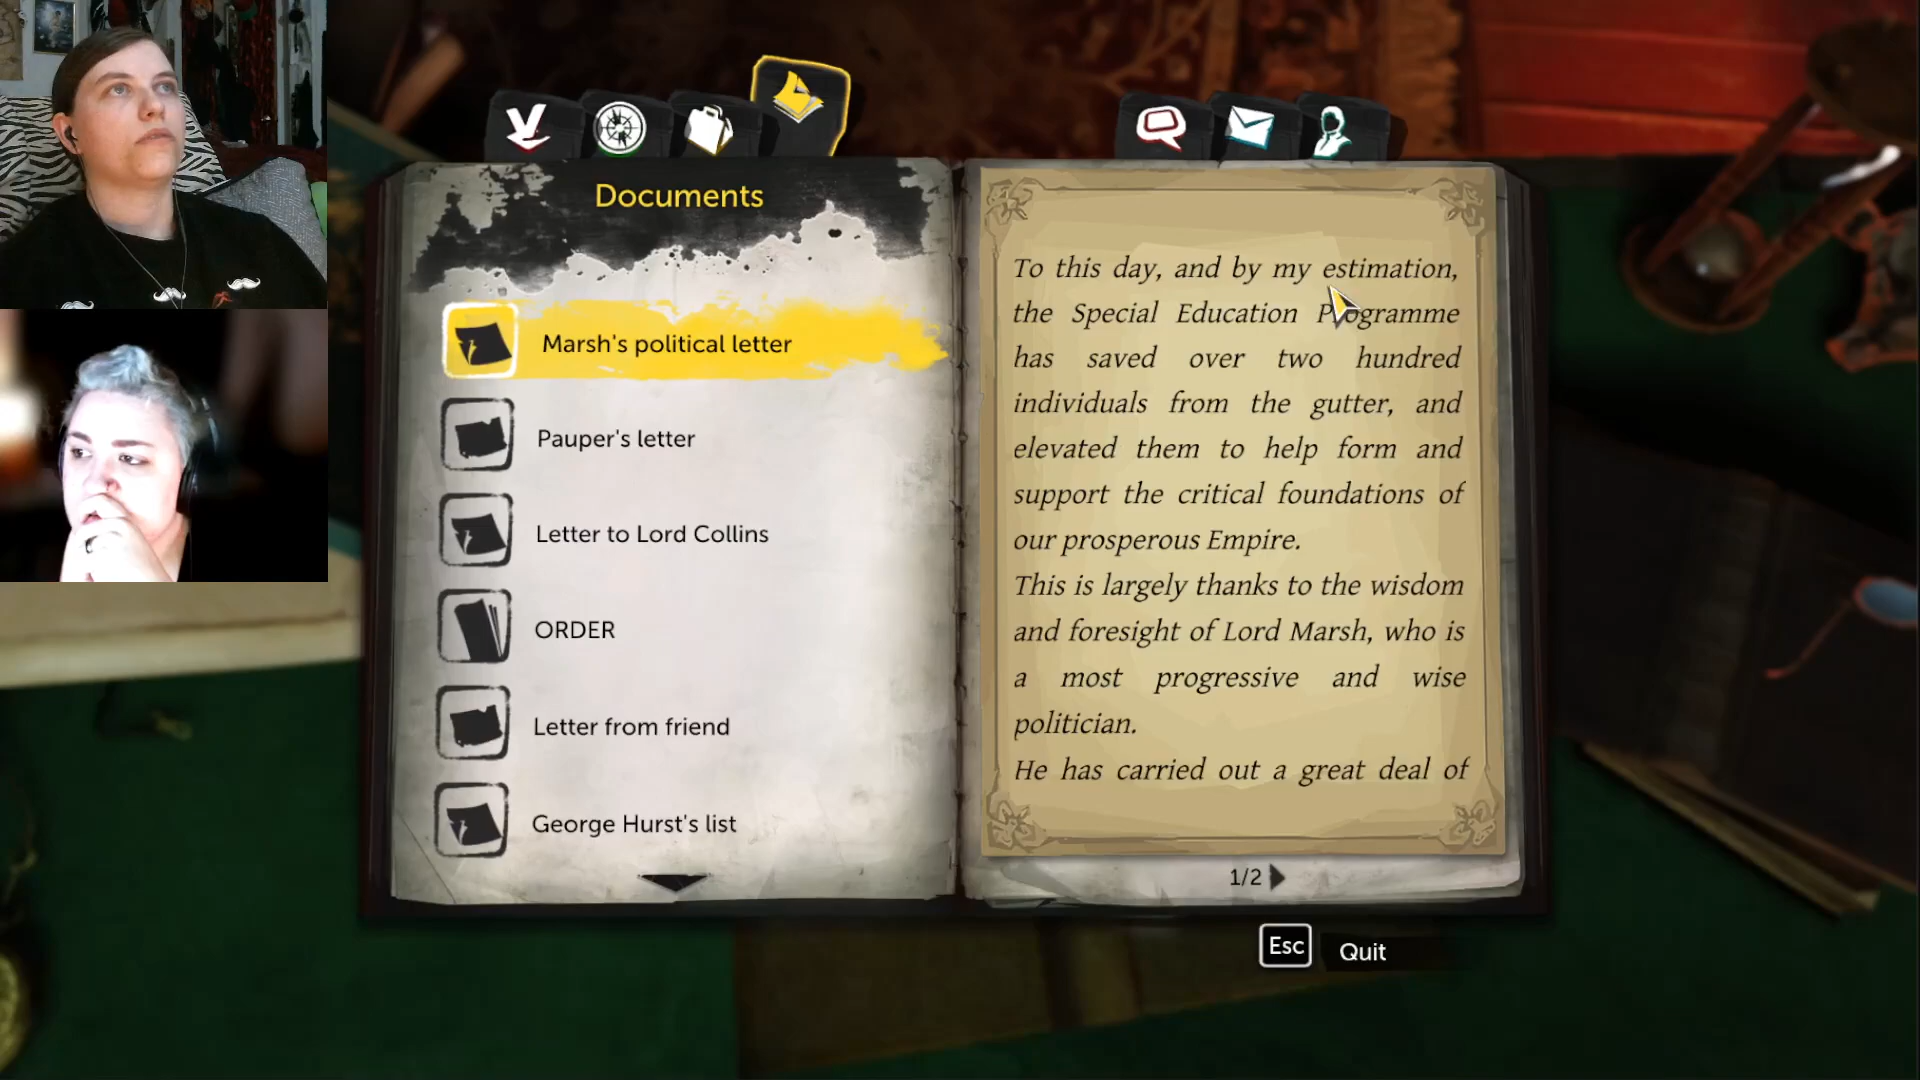 Documents
Marsh's political letter
Pauper's letter
Letter to Lord Collins
ORDER
Letter from friend
George Hurst's list
To this day, and by my estimation,
the Special Education Programme
has saved over two hundred
individuals from the gutter, and
elevated them to help form and
support the critical foundations of
our prosperous Empire.
This is largely thanks to the wisdom
and foresight of Lord Marsh, who is
a most progressive and wise
politician.
He has carried out a great deal of
1/2
Esc Quit